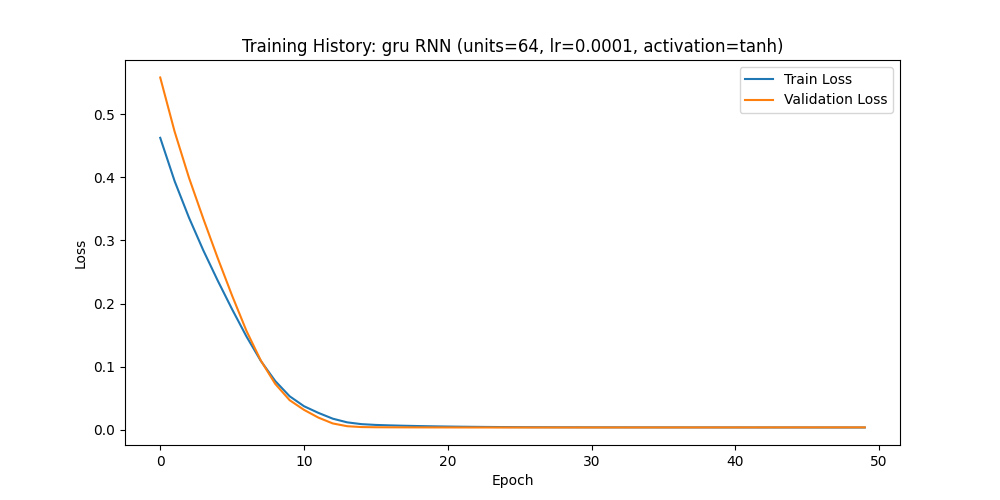 Training History: gru RNN (units=64, lr=0.0001, activation=tanh)
Train Loss
Validation Loss
Loss
0.5
0.4
0.3
0.2
0.1
0.0
0 10 20 30 40 50
Epoch